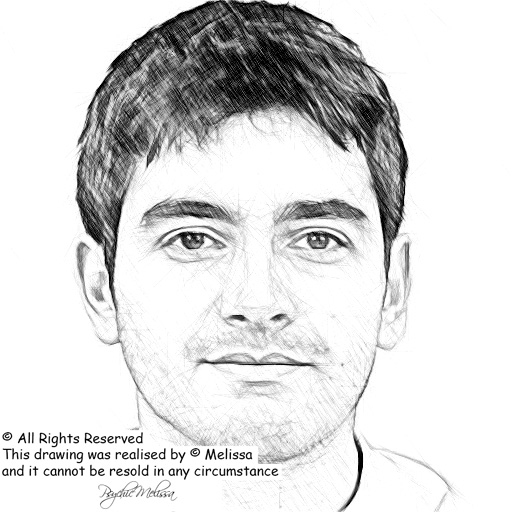 © All Rights Reserved
This drawing was realised by © Melissa
and it cannot be resold in any circumstance
Psychic Melissa